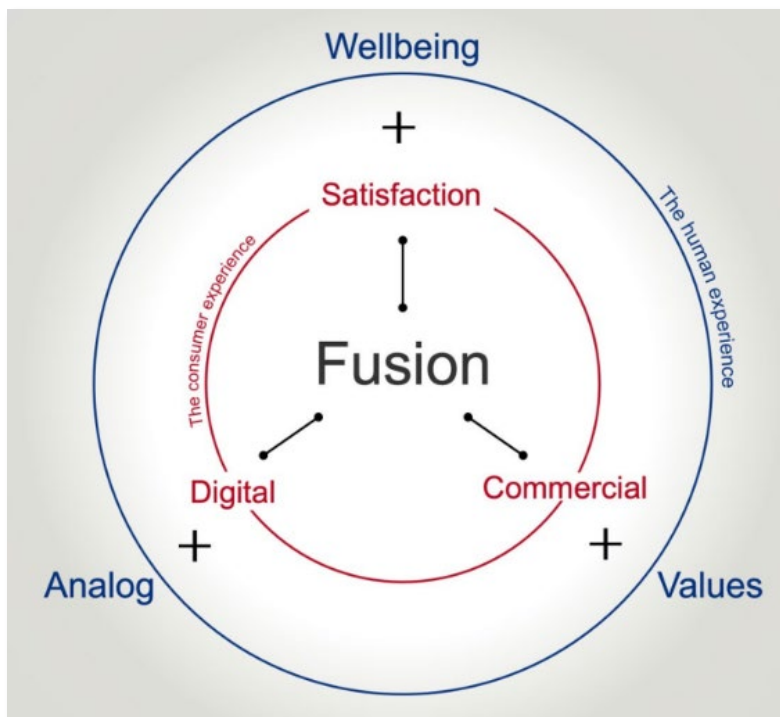 Wellbeing
+
Satisfaction
The consumer experience
The human experience
Fusion
Digital
Commercial
+
+
Analog
Values